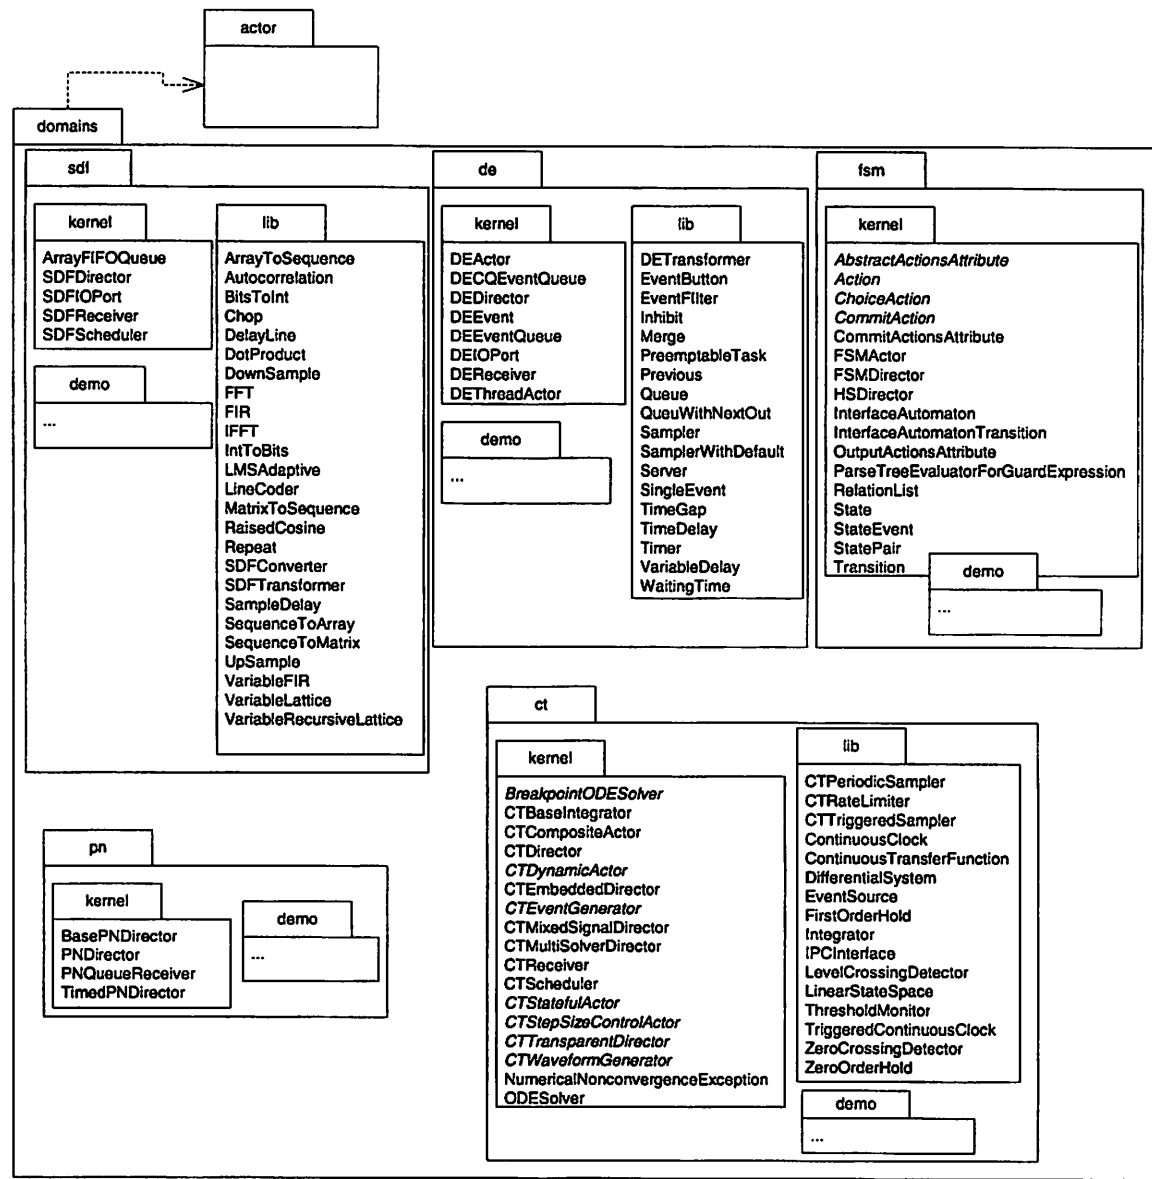 actor
domains
sdf
kernel
ArrayFIFOQueue
SDFDirector
SDFIOPort
SDFReceiver
SDFScheduler
demo
...
lib
ArrayToSequence
Autocorrelation
BitsToInt
Chop
DelayLine
DotProduct
DownSample
FFT
FIR
IFFT
IntToBits
LMSAdaptive
LineCoder
MatrixToSequence
RaisedCosine
Repeat
SDFConverter
SDFTransformer
SampleDelay
SequenceToArray
SequenceToMatrix
UpSample
VariableFIR
VariableLattice
VariableRecursiveLattice
de
kernel
DEActor
DECQEventQueue
DEDirector
DEEvent
DEEventQueue
DEIOPort
DEReceiver
DEThreadActor
demo
...
lib
DETransformer
EventButton
EventFilter
Inhibit
Merge
PreemptableTask
Previous
Queue
QueuWithNextOut
Sampler
SamplerWithDefault
Server
SingleEvent
TimeGap
TimeDelay
Timer
VariableDelay
WaitingTime
fsm
kernel
AbstractActionsAttribute
Action
ChoiceAction
CommitAction
CommitActionsAttribute
FSMActor
FSMDirector
HSDirector
InterfaceAutomaton
InterfaceAutomatonTransition
OutputActionsAttribute
ParseTreeEvaluatorForGuardExpression
RelationList
State
StateEvent
StatePair
Transition
demo
...
pn
kernel
BasePNDirector
PNDirector
PNQueueReceiver
TimedPNDirector
demo
...
ct
kernel
BreakpointODESolver
CTBaseIntegrator
CTCompositeActor
CTDirector
CTDynamicActor
CTEmbeddedDirector
CTEventGenerator
CTMixedSignalDirector
CTMultiSolverDirector
CTReceiver
CTScheduler
CTStatefulActor
CTStepSizeControlActor
CTTransparentDirector
CTWaveformGenerator
NumericalNonconvergenceException
ODESolver
lib
CTPeriodicSampler
CTRateLimiter
CTTriggeredSampler
ContinuousClock
ContinuousTransferFunction
DifferentialSystem
EventSource
FirstOrderHold
Integrator
IPCInterface
LevelCrossingDetector
LinearStateSpace
ThresholdMonitor
TriggeredContinuousClock
ZeroCrossingDetector
ZeroOrderHold
demo
...